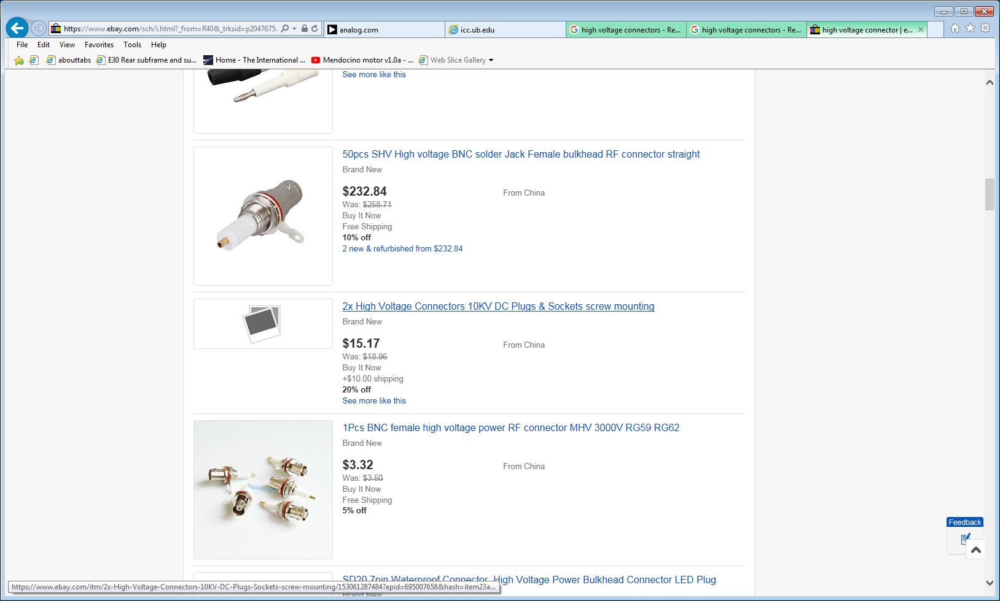 https://www.ebay.com/sch/i.html?_from=R40&_trksid=p2047675.
analog.com
icc.ub.edu
high voltage connectors - Re...
high voltage connectors - Re...
high voltage connector | e...
File Edit View Favorites Tools Help
abouttabs
E30 Rear subframe and su...
Home - The International ...
Mendocino motor v1.0a - ...
Web Slice Gallery
See more like this
50pcs SHV High voltage BNC solder Jack Female bulkhead RF connector straight
Brand New
$232.84
From China
Was: $258.71
Buy It Now
Free Shipping
10% off
2 new & refurbished from $232.84
2x High Voltage Connectors 10KV DC Plugs & Sockets screw mounting
Brand New
$15.17
From China
Was: $18.96
Buy It Now
+$10.00 shipping
20% off
See more like this
1Pcs BNC female high voltage power RF connector MHV 3000V RG59 RG62
Brand New
$3.32
From China
Was: $3.50
Buy It Now
Free Shipping
5% off
Feedback
SD20 7pin Waterproof Connector, High Voltage Power Bulkhead Connector LED Plug
https://www.ebay.com/itm/2x-High-Voltage-Connectors-10KV-DC-Plugs-Sockets-screw-mounting/153061287484?epid=695007658&hash=item23a...
Brand New